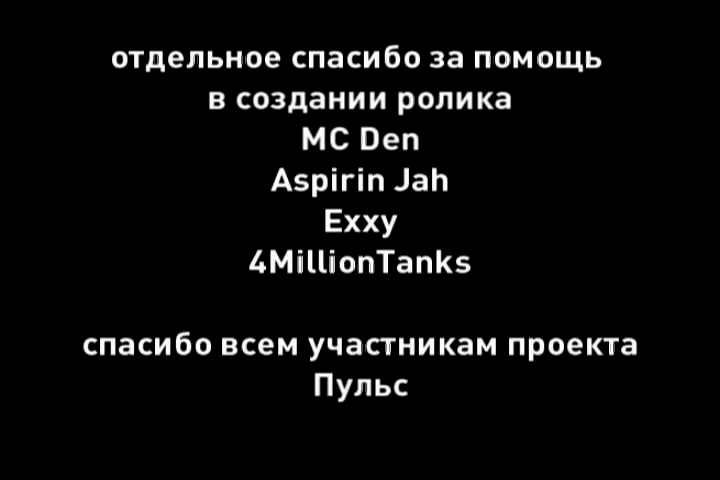 отдельное спасибо за помощь
в создании ролика
MC Den
Aspirin Jah
Exxy
4MillionTanks
спасибо всем участникам проекта
Пульс